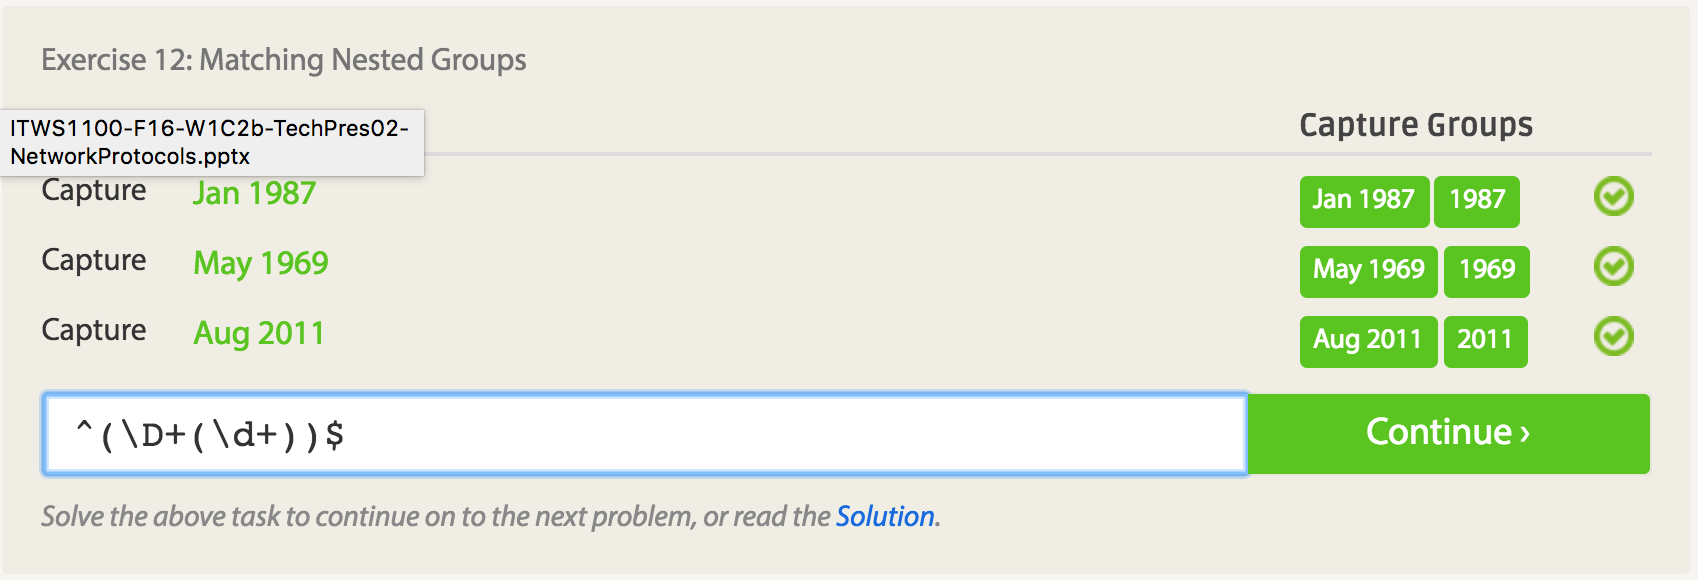 Exercise 12: Matching Nested Groups
Capture Groups
ITWS1100-F16-W1C2b-TechPres02-
NetworkProtocols.pptx
Capture Jan 1987 Jan 1987 1987
Capture May 1969 May 1969 1969
Capture Aug 2011 Aug 2011 2011
^(\D+(\d+))$ Continue ›
Solve the above task to continue on to the next problem, or read the Solution.